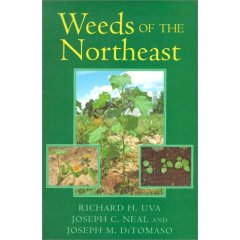 WEEDS OF THE
NORTHEAST
RICHARD H. UVA
JOSEPH C. NEAL AND
JOSEPH M. DITOMASO